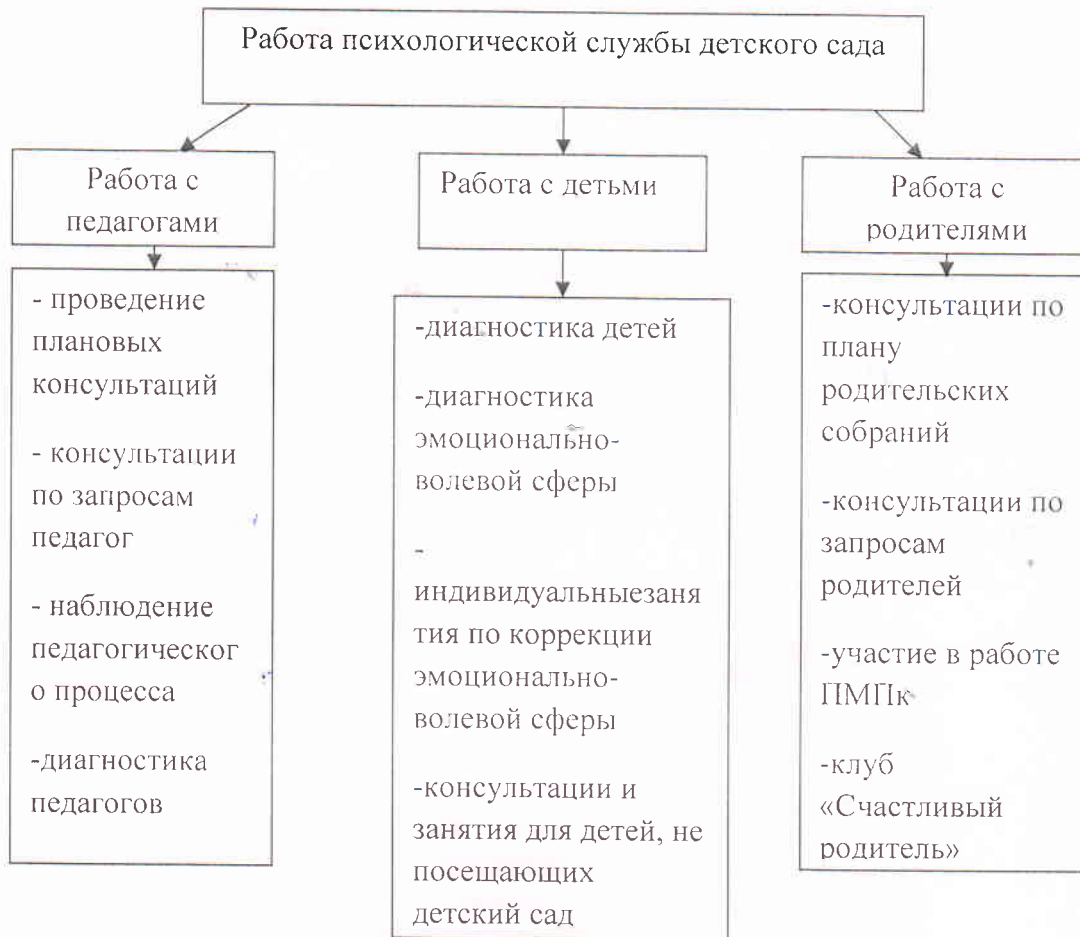 Работа психологической службы детского сада
Работа с
педагогами
- проведение
плановых
консультаций
- консультации
по запросам
педагог
- наблюдение
педагогическог
о процесса
-диагностика
педагогов
Работа с детьми
-диагностика детей
-диагностика
эмоционально-
волевой сферы
-
индивидуальныезаня
тия по коррекции
эмоционально-
волевой сферы
-консультации и
занятия для детей, не
посещающих
детский сад
Работа с
родителями
-консультации по
плану
родительских
собраний
-консультации по
запросам
родителей
-участие в работе
ПМПк
-клуб
«Счастливый
родитель»